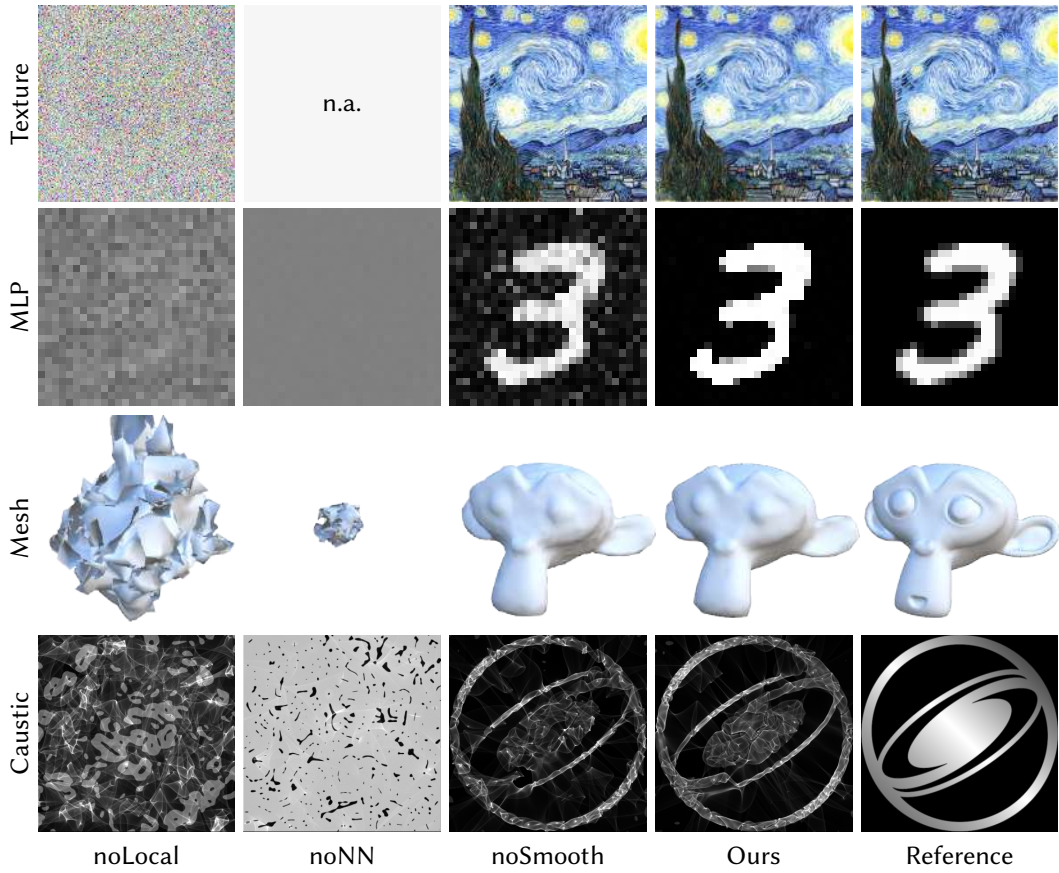 Texture
n.a.
MLP
Mesh
Caustic
noLocal
noNN
noSmooth
Ours
Reference